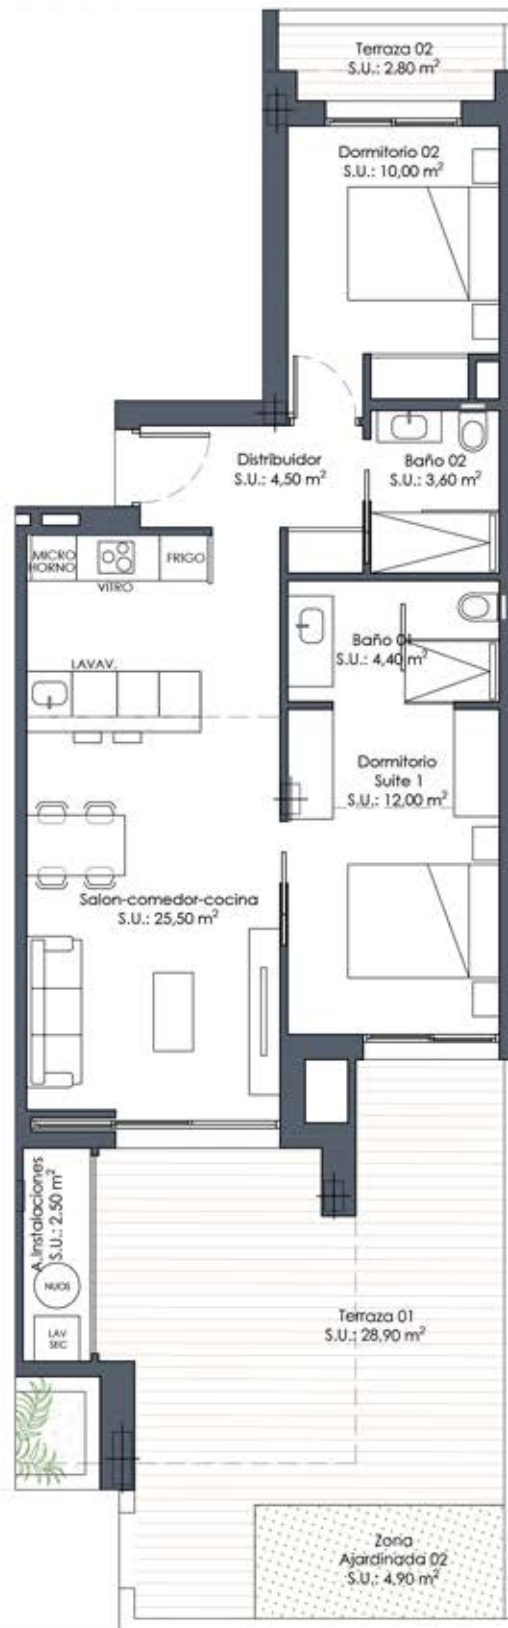 Terraza 02
S.U.: 2,80 m²
Dormitorio 02
S.U.: 10,00 m²
Distribuidor
S.U.: 4,50 m²
Baño 02
S.U.: 3,60 m²
MICRO
HORNO
VITRO
FRIGO
LAVAV.
Baño 01
S.U.: 4,40 m²
Dormitorio
Suite 1
S.U.: 12,00 m²
Salon-comedor-cocina
S.U.: 25,50 m²
A.Instalaciones
S.U.: 2.50 m²
NUOS
LAV
SEC
Terraza 01
S.U.: 28,90 m²
Zona
Ajardinada 02
S.U.: 4,90 m²